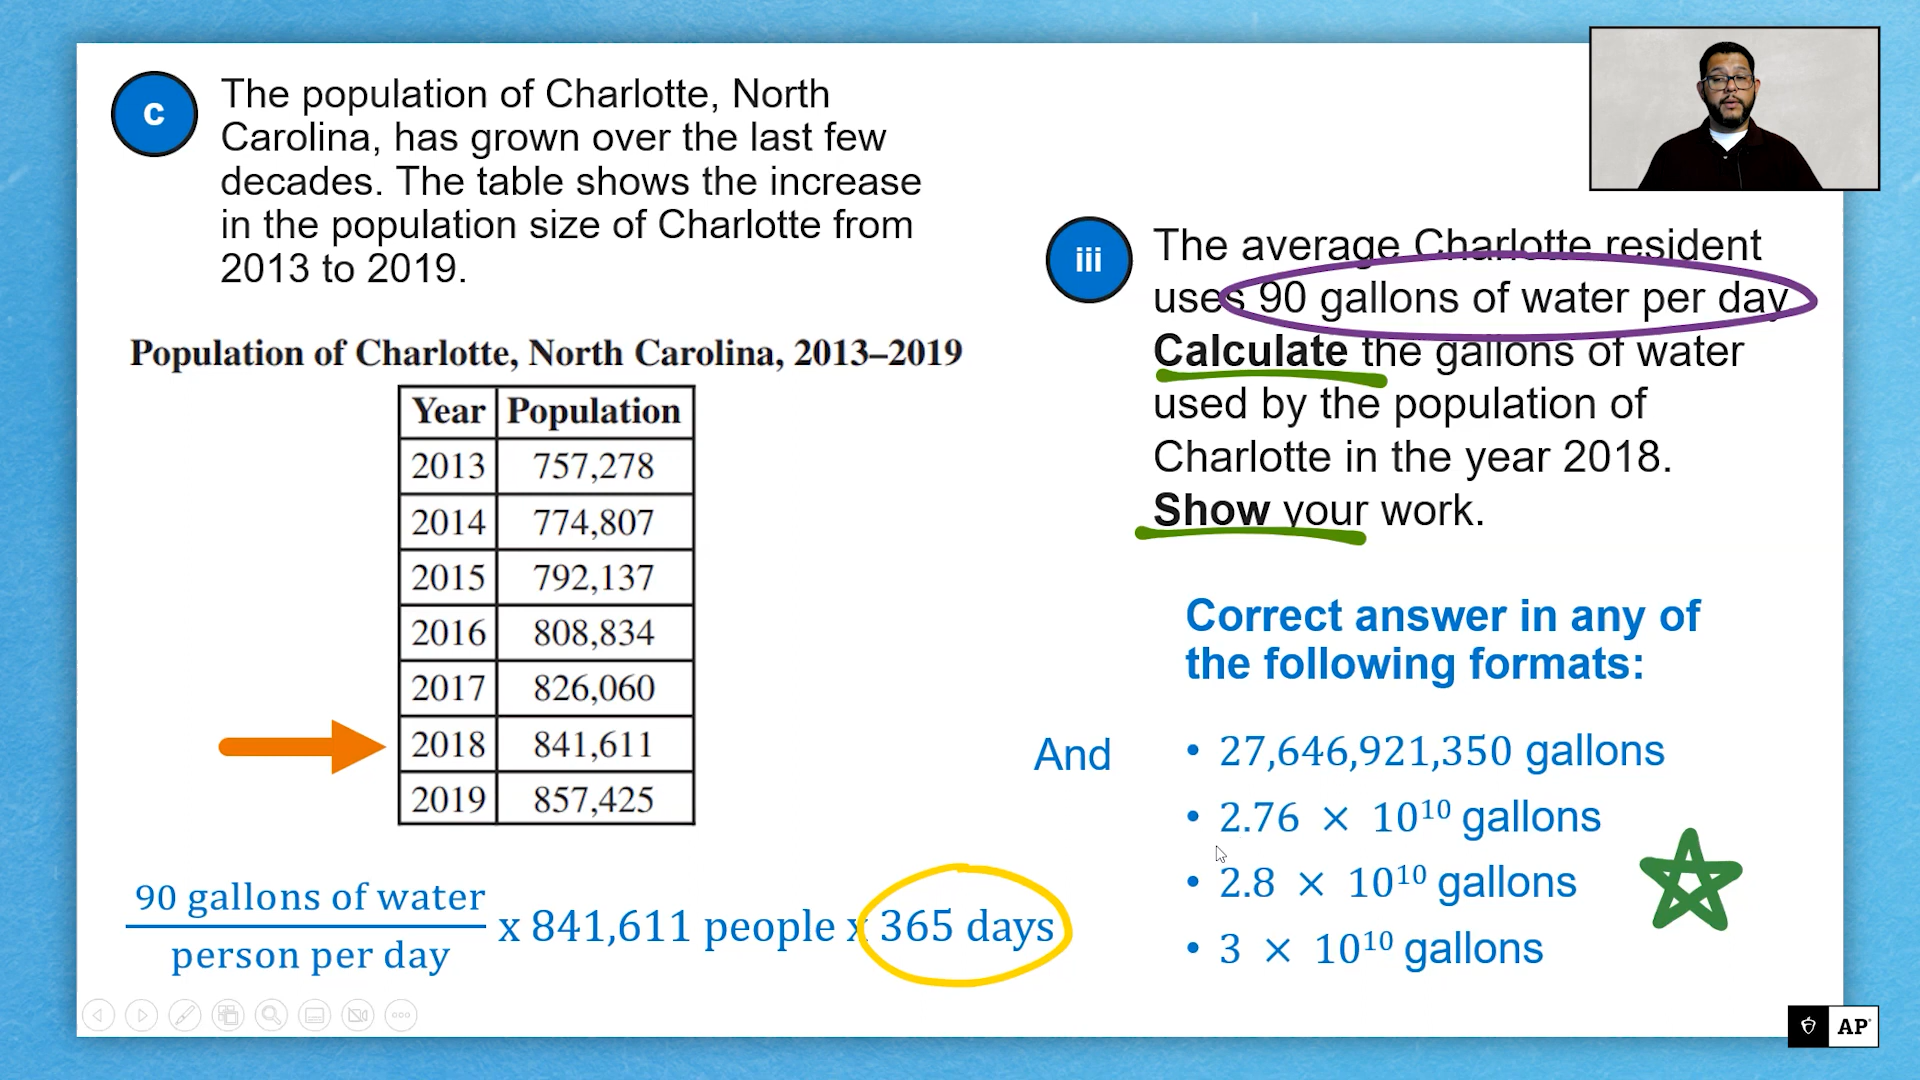 c
The population of Charlotte, North
Carolina, has grown over the last few
decades. The table shows the increase
in the population size of Charlotte from
2013 to 2019.
Population of Charlotte, North Carolina, 2013–2019
Year Population
2013 757,278
2014 774,807
2015 792,137
2016 808,834
2017 826,060
2018 841,611
2019 857,425
90 gallons of water
person per day
x 841,611 people x 365 days
iii
The average Charlotte resident
uses 90 gallons of water per day
Calculate the gallons of water
used by the population of
Charlotte in the year 2018.
Show your work.
Correct answer in any of
the following formats:
And
• 27,646,921,350 gallons
• 2.76 × 10¹⁰ gallons
• 2.8 × 10¹⁰ gallons
• 3 × 10¹⁰ gallons
AP